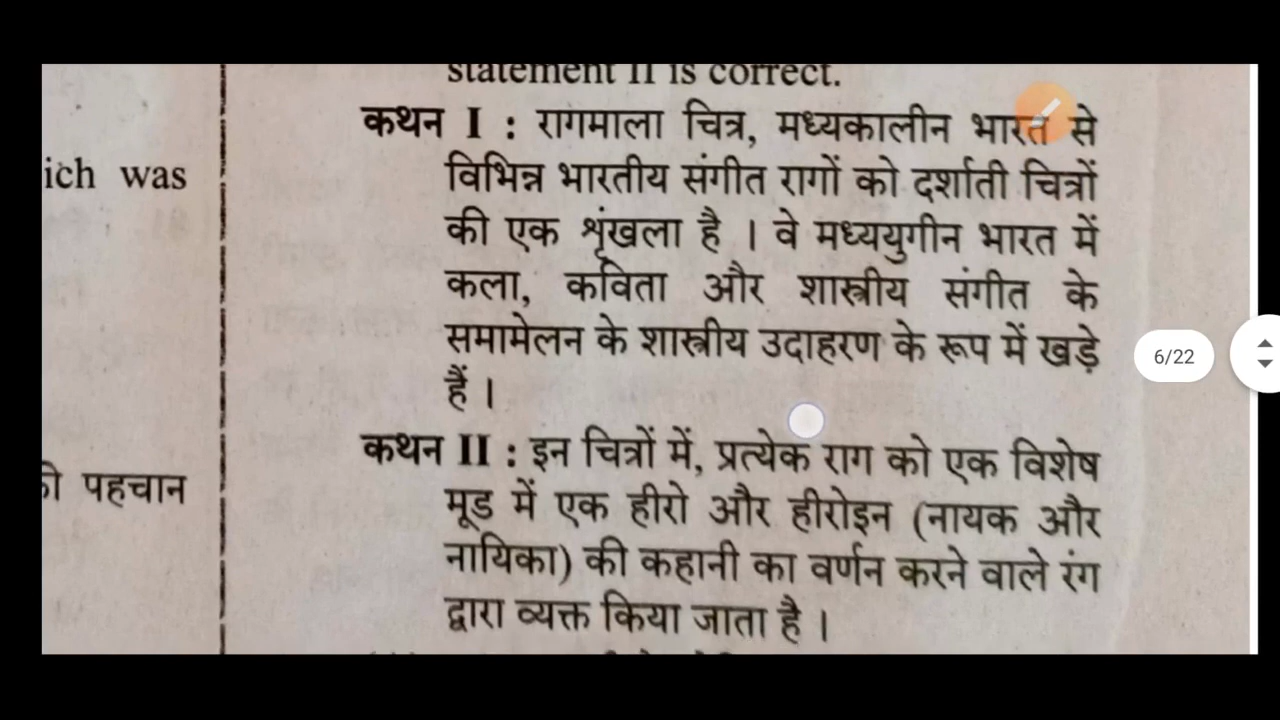 statement II is correct.
कथन I : रागमाला चित्र, मध्यकालीन भारत से
ich was
विभिन्न भारतीय संगीत रागों को दर्शाती चित्रों
की एक शृंखला है । वे मध्ययुगीन भारत में
कला, कविता और शास्त्रीय संगीत के
समामेलन के शास्त्रीय उदाहरण के रूप में खड़े
6/22
हैं ।
कथन II : इन चित्रों में, प्रत्येक राग को एक विशेष
पहचान
मूड में एक हीरो और हीरोइन (नायक और
नायिका) की कहानी का वर्णन करने वाले रंग
द्वारा व्यक्त किया जाता है ।